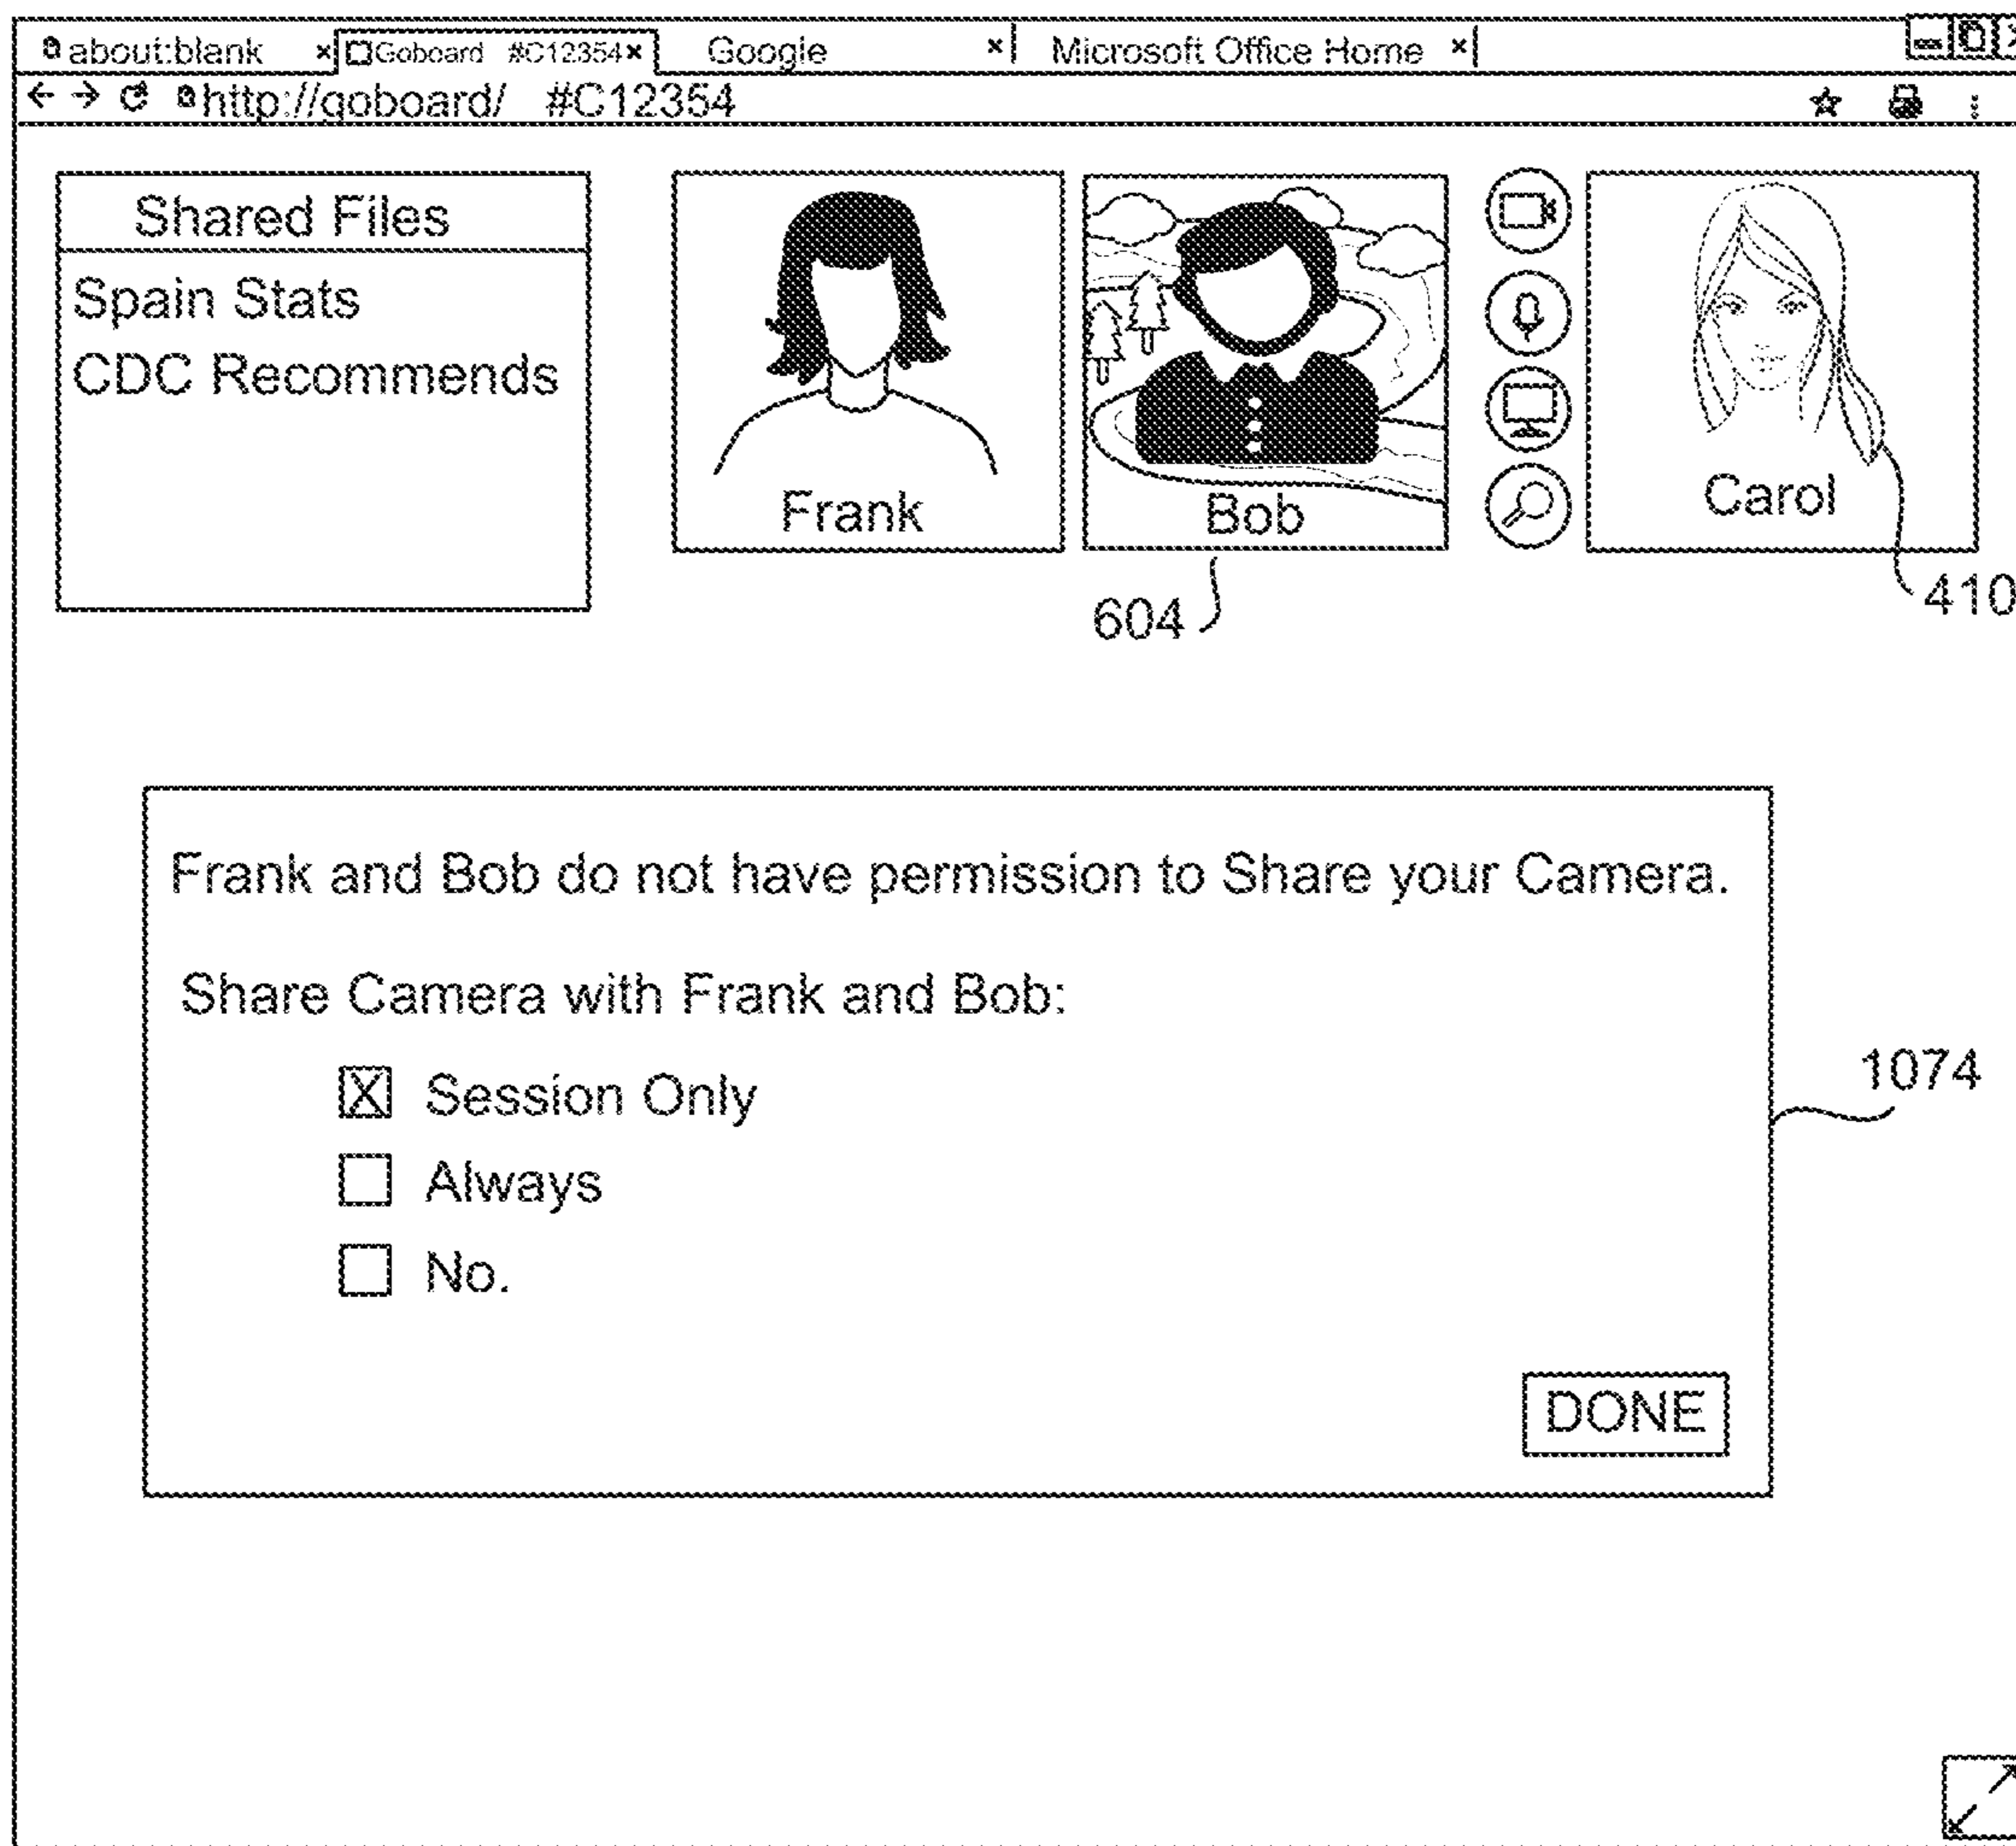 about:blank × Goboard #C12354× Google × Microsoft Office Home ×
http://goboard/ #C12354
Shared Files
Spain Stats
CDC Recommends
Frank
Bob
Carol
604
410
Frank and Bob do not have permission to Share your Camera.
Share Camera with Frank and Bob:
X Session Only
Always
No.
1074
DONE